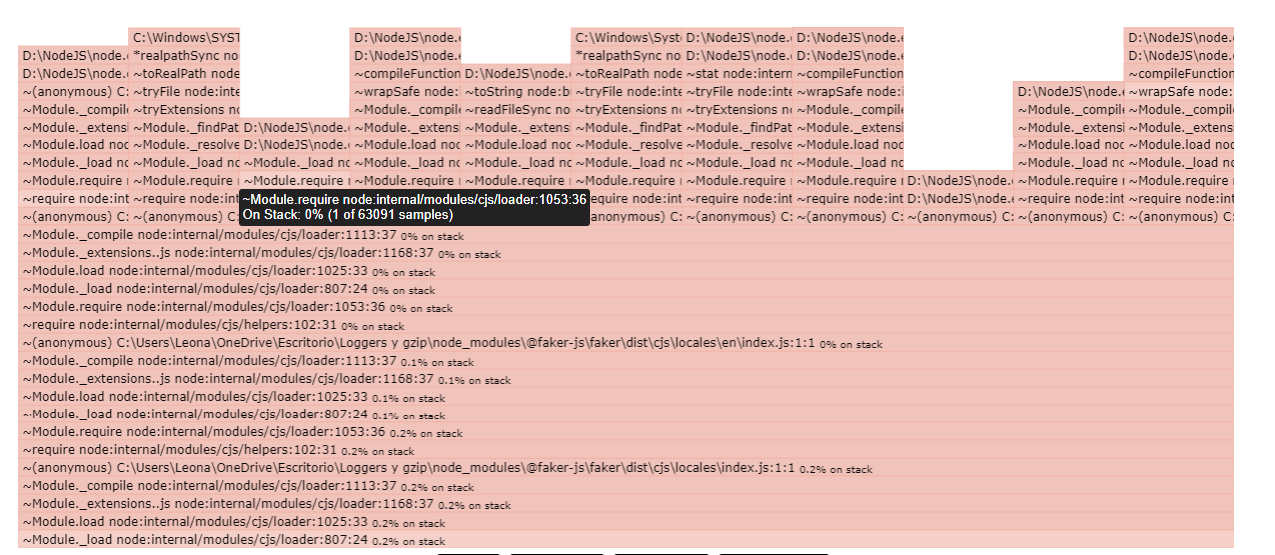 C:\Windows\SYST D:\NodeJS\node. C:\Windows\Syst D:\NodeJS\node. D:\NodeJS\node. D:\NodeJS\node.
D:\NodeJS\node. *realpathSync no D:\NodeJS\node. *realpathSync no D:\NodeJS\node. D:\NodeJS\node. D:\NodeJS\node.
D:\NodeJS\node. ~toRealPath node ~compileFunction D:\NodeJS\node. ~toRealPath node ~stat node:intern ~compileFunction ~compileFunction
~(anonymous) C: ~tryFile node:inte ~wrapSafe node:i ~toString node:b ~tryFile node:inte ~tryFile node:inte ~wrapSafe node:i D:\NodeJS\node. ~wrapSafe node:
~Module._compil ~tryExtensions no ~Module._compil ~readFileSync no ~tryExtensions no ~tryExtensions n ~Module._compil ~Module._compil ~Module._compil
~Module._extensi ~Module._findPat D:\NodeJS\node. ~Module._extensi ~Module._extensi ~Module._findPat ~Module._findPat ~Module._extensi ~Module._extensi ~Module._extensi
~Module.load noc ~Module._resolve D:\NodeJS\node. ~Module.load noc ~Module.load noc ~Module._resolve ~Module._resolve ~Module.load noc ~Module.load noc ~Module.load noc
~Module._load nc ~Module._load nc ~Module._load nc ~Module._load nc ~Module._load nc ~Module._load nc ~Module._load nc ~Module._load nc ~Module._load nc ~Module._load nc
~Module.require ~Module.require ~Module.require ~Module.require ~Module.require ~Module.require ~Module.require ~Module.require D:\NodeJS\node. ~Module.require ~Module.require
~require node:int ~require node:int ~Module.require node:internal/modules/cjs/loader:1053:36 equire node:int ~require node:int ~require node:int D:\NodeJS\node. ~require node:int ~require node:int
~(anonymous) C: ~(anonymous) C: On Stack: 0% (1 of 63091 samples) anonymous) C: ~(anonymous) C: ~(anonymous) C: ~(anonymous) C: ~(anonymous) C: ~(anonymous) C:
~Module._compile node:internal/modules/cjs/loader:1113:37 0% on stack
~Module._extensions..js node:internal/modules/cjs/loader:1168:37 0% on stack
~Module.load node:internal/modules/cjs/loader:1025:33 0% on stack
~Module._load node:internal/modules/cjs/loader:807:24 0% on stack
~Module.require node:internal/modules/cjs/loader:1053:36 0% on stack
~require node:internal/modules/cjs/helpers:102:31 0% on stack
~(anonymous) C:\Users\Leona\OneDrive\Escritorio\Loggers y gzip\node_modules\@faker-js\faker\dist\cjs\locales\en\index.js:1:1 0% on stack
~Module._compile node:internal/modules/cjs/loader:1113:37 0.1% on stack
~Module._extensions..js node:internal/modules/cjs/loader:1168:37 0.1% on stack
~Module.load node:internal/modules/cjs/loader:1025:33 0.1% on stack
~Module._load node:internal/modules/cjs/loader:807:24 0.1% on stack
~Module.require node:internal/modules/cjs/loader:1053:36 0.2% on stack
~require node:internal/modules/cjs/helpers:102:31 0.2% on stack
~(anonymous) C:\Users\Leona\OneDrive\Escritorio\Loggers y gzip\node_modules\@faker-js\faker\dist\cjs\locales\index.js:1:1 0.2% on stack
~Module._compile node:internal/modules/cjs/loader:1113:37 0.2% on stack
~Module._extensions..js node:internal/modules/cjs/loader:1168:37 0.2% on stack
~Module.load node:internal/modules/cjs/loader:1025:33 0.2% on stack
~Module._load node:internal/modules/cjs/loader:807:24 0.2% on stack